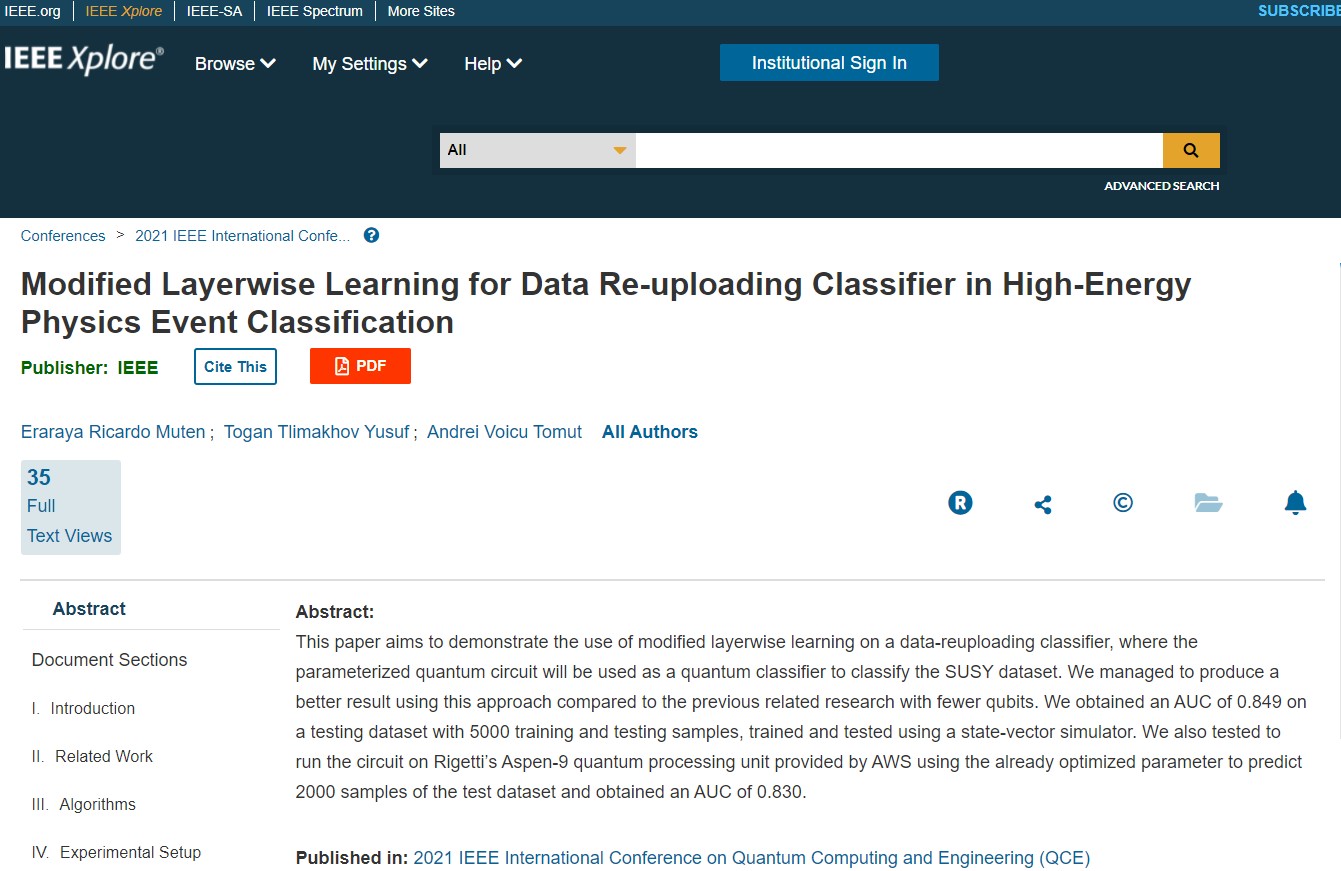 IEEE.org IEEE Xplore IEEE-SA IEEE Spectrum More Sites SUBSCRIBE
IEEE Xplore® Browse My Settings Help Institutional Sign In
All
ADVANCED SEARCH
Conferences > 2021 IEEE International Confe... ?
Modified Layerwise Learning for Data Re-uploading Classifier in High-Energy
Physics Event Classification
Publisher: IEEE Cite This PDF
Eraraya Ricardo Muten ; Togan Tlimakhov Yusuf ; Andrei Voicu Tomut All Authors
35
Full
Text Views
R ©
Abstract
Document Sections
I. Introduction
II. Related Work
III. Algorithms
IV. Experimental Setup
Abstract:
This paper aims to demonstrate the use of modified layerwise learning on a data-reuploading classifier, where the
parameterized quantum circuit will be used as a quantum classifier to classify the SUSY dataset. We managed to produce a
better result using this approach compared to the previous related research with fewer qubits. We obtained an AUC of 0.849 on
a testing dataset with 5000 training and testing samples, trained and tested using a state-vector simulator. We also tested to
run the circuit on Rigetti's Aspen-9 quantum processing unit provided by AWS using the already optimized parameter to predict
2000 samples of the test dataset and obtained an AUC of 0.830.
Published in: 2021 IEEE International Conference on Quantum Computing and Engineering (QCE)